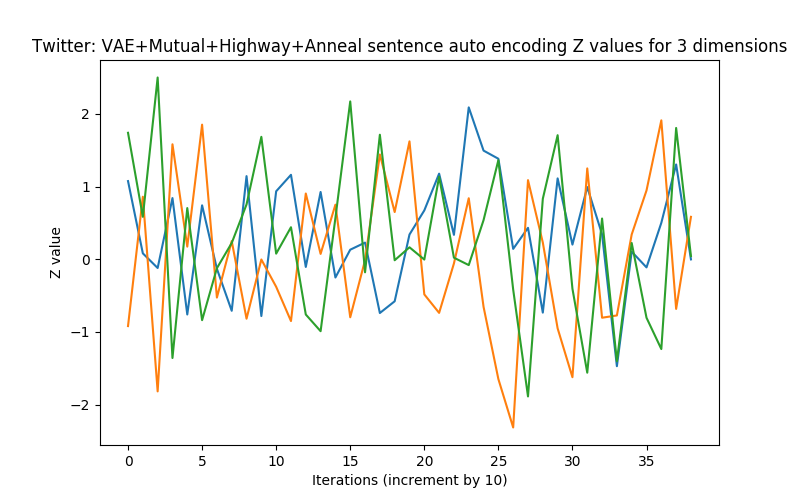 Twitter: VAE+Mutual+Highway+Anneal sentence auto encoding Z values for 3 dimensions
2
1
0
−1
−2
Z value
0 5 10 15 20 25 30 35
Iterations (increment by 10)